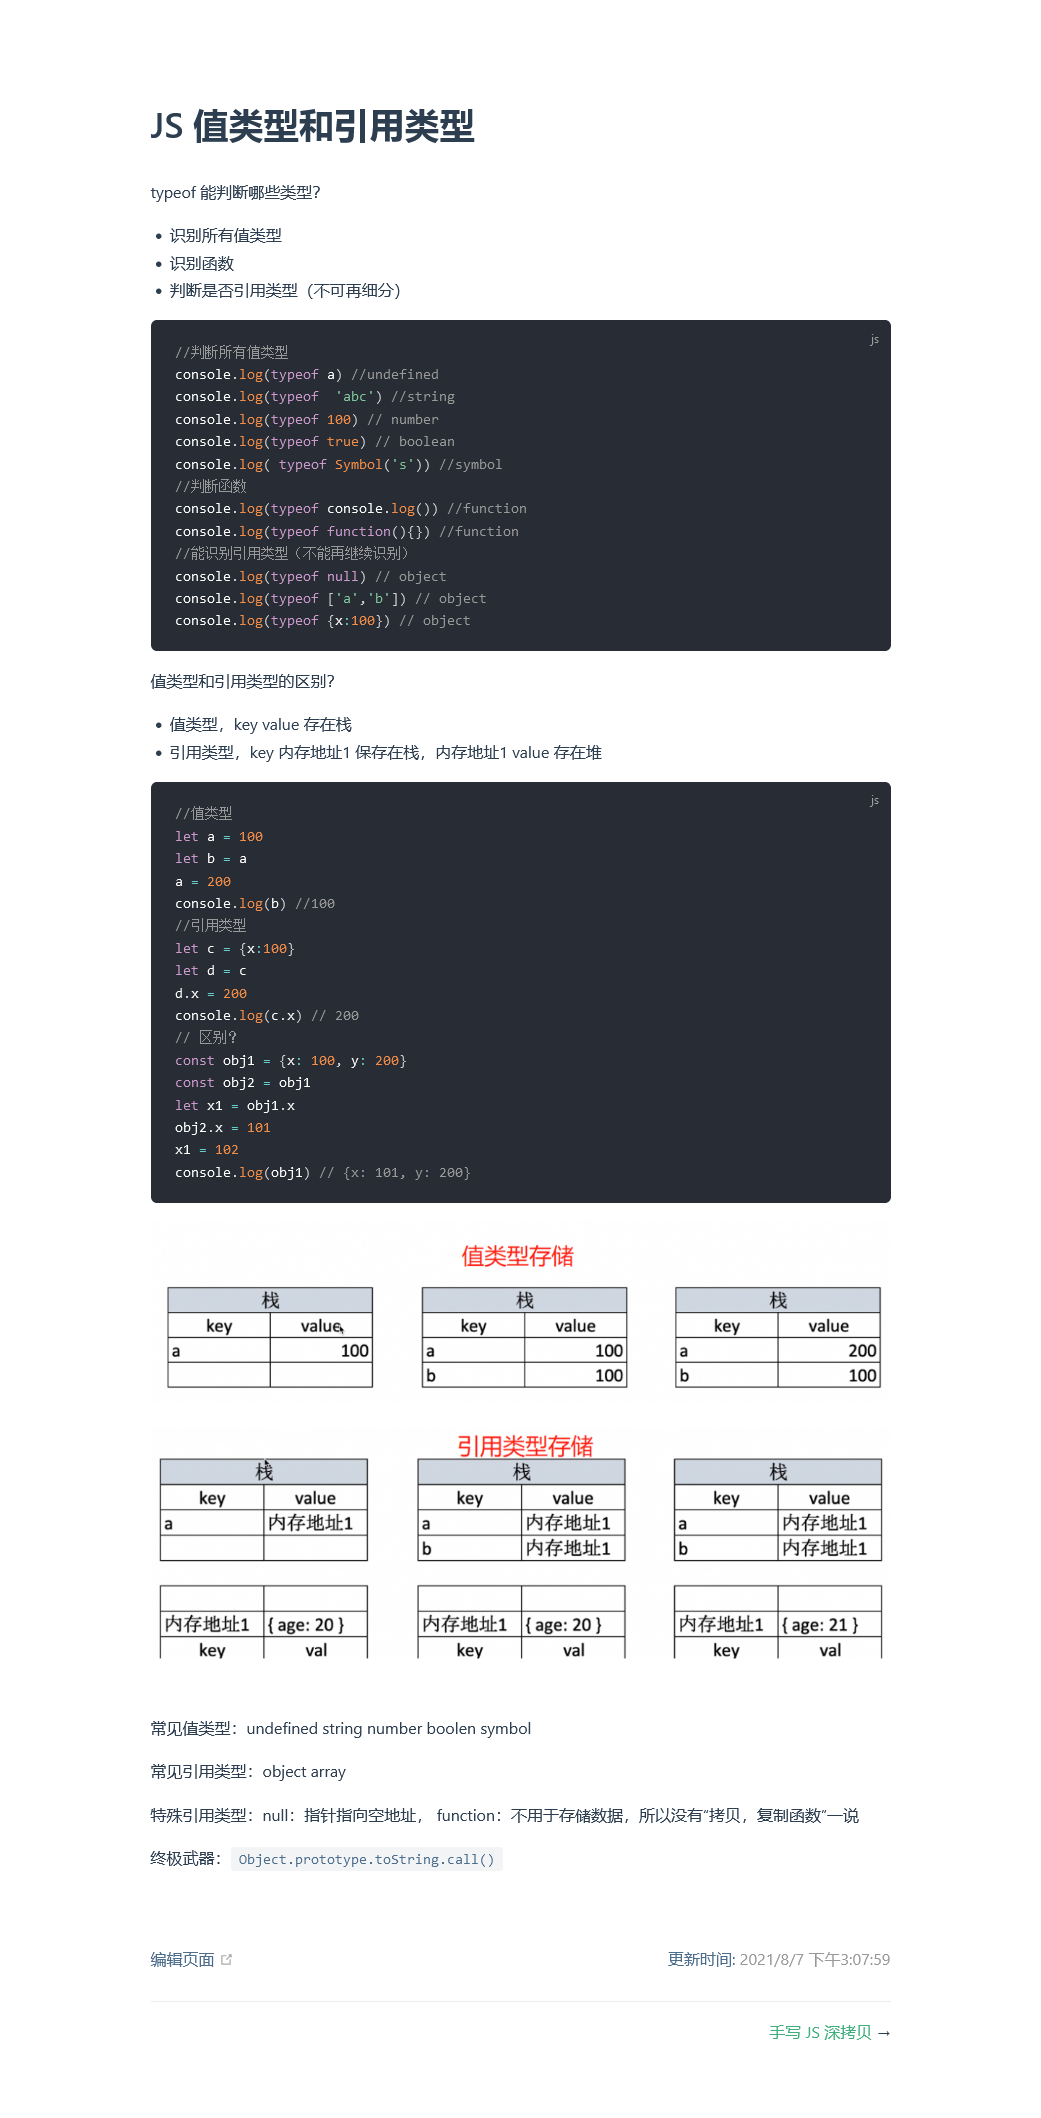 JS 值类型和引用类型
typeof 能判断哪些类型？
• 识别所有值类型
• 识别函数
• 判断是否引用类型（不可再细分）
js
//判断所有值类型
console.log(typeof a) //undefined
console.log(typeof  'abc') //string
console.log(typeof 100) // number
console.log(typeof true) // boolean
console.log( typeof Symbol('s')) //symbol
//判断函数
console.log(typeof console.log()) //function
console.log(typeof function(){}) //function
//能识别引用类型（不能再继续识别）
console.log(typeof null) // object
console.log(typeof ['a','b']) // object
console.log(typeof {x:100}) // object
值类型和引用类型的区别？
• 值类型，key value 存在栈
• 引用类型，key 内存地址1 保存在栈，内存地址1 value 存在堆
js
//值类型
let a = 100
let b = a
a = 200
console.log(b) //100
//引用类型
let c = {x:100}
let d = c
d.x = 200
console.log(c.x) // 200
// 区别？
const obj1 = {x: 100, y: 200}
const obj2 = obj1
let x1 = obj1.x
obj2.x = 101
x1 = 102
console.log(obj1) // {x: 101, y: 200}
值类型存储
栈 栈 栈
key value key value key value
a 100 a 100 a 200
b 100 b 100
引用类型存储
栈 栈 栈
key value key value key value
a 内存地址1 a 内存地址1 a 内存地址1
b 内存地址1 b 内存地址1
内存地址1 { age: 20 } 内存地址1 { age: 20 } 内存地址1 { age: 21 }
key val key val key val
常见值类型：undefined string number boolen symbol
常见引用类型：object array
特殊引用类型：null：指针指向空地址， function：不用于存储数据，所以没有“拷贝，复制函数”一说
终极武器：Object.prototype.toString.call()
编辑页面 更新时间: 2021/8/7 下午3:07:59
手写 JS 深拷贝 →